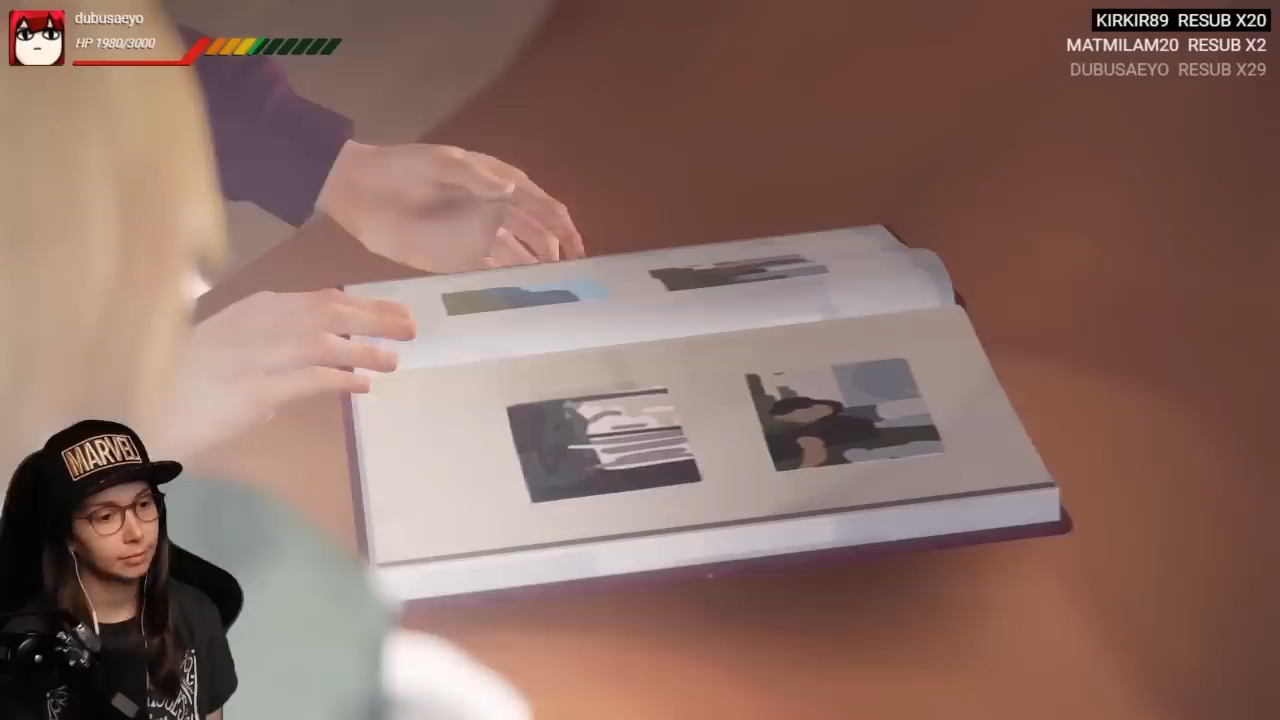 dubusaeyo
HP 1980/3000
KIRKIR89 RESUB X20
MATMILAM20 RESUB X2
DUBUSAEYO RESUB X29
MARVEL